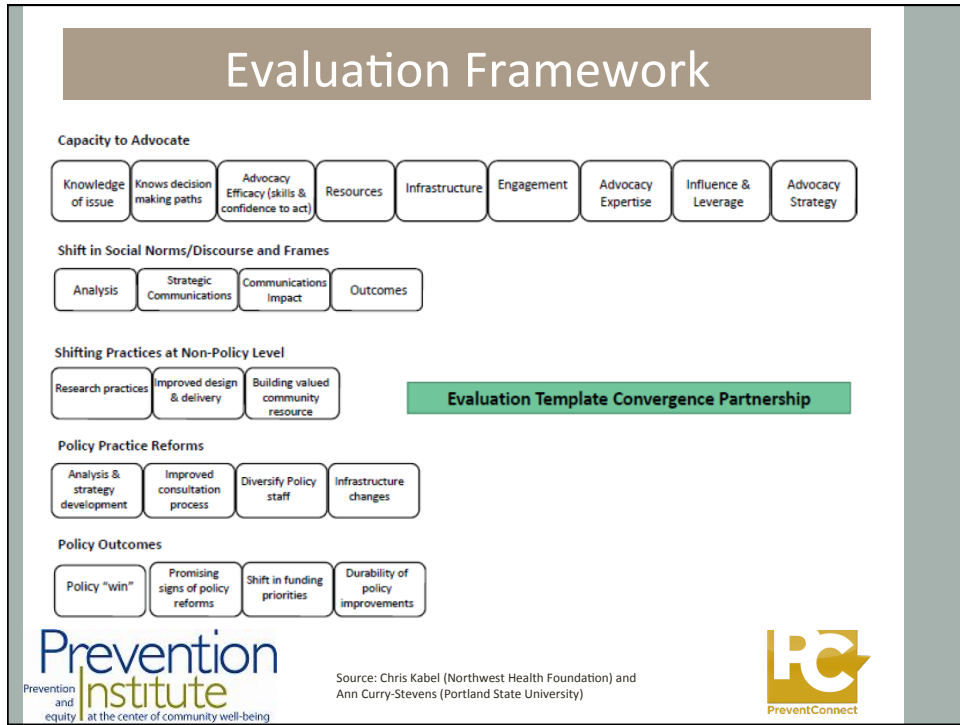 Evaluation Framework
Capacity to Advocate
Knowledge
of issue
Knows decision
making paths
Advocacy
Efficacy (skills &
confidence to act)
Resources
Infrastructure
Engagement
Advocacy
Expertise
Influence &
Leverage
Advocacy
Strategy
Shift in Social Norms/Discourse and Frames
Analysis
Strategic
Communications
Communications
Impact
Outcomes
Shifting Practices at Non-Policy Level
Research practices
Improved design
& delivery
Building valued
community
resource
Evaluation Template Convergence Partnership
Policy Practice Reforms
Analysis &
strategy
development
Improved
consultation
process
Diversify Policy
staff
Infrastructure
changes
Policy Outcomes
Policy “win”
Promising
signs of policy
reforms
Shift in funding
priorities
Durability of
policy
improvements
Prevention
Institute
Prevention
and
equity at the center of community well-being
Source: Chris Kabel (Northwest Health Foundation) and
Ann Curry-Stevens (Portland State University)
PC
PreventConnect